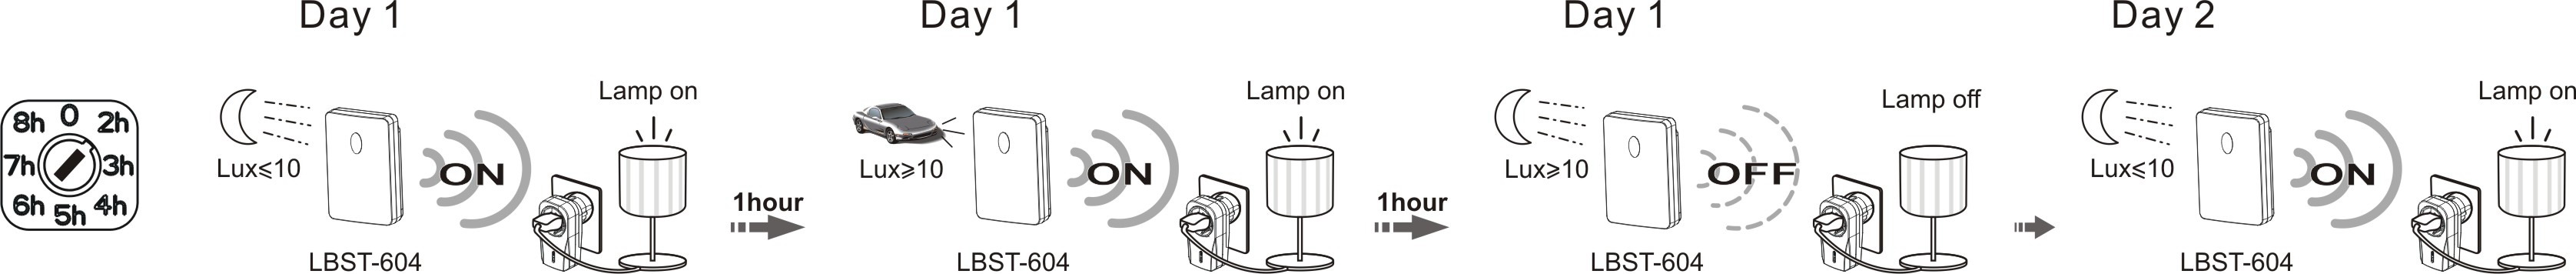 Day 1
Day 1
Day 1
Day 2
0
8h 2h
7h 3h
6h 4h
5h
Lux⩽10
ON
Lamp on
LBST-604
1hour
Lux⩾10
ON
Lamp on
LBST-604
1hour
Lux⩾10
OFF
Lamp off
LBST-604
Lux⩽10
ON
Lamp on
LBST-604